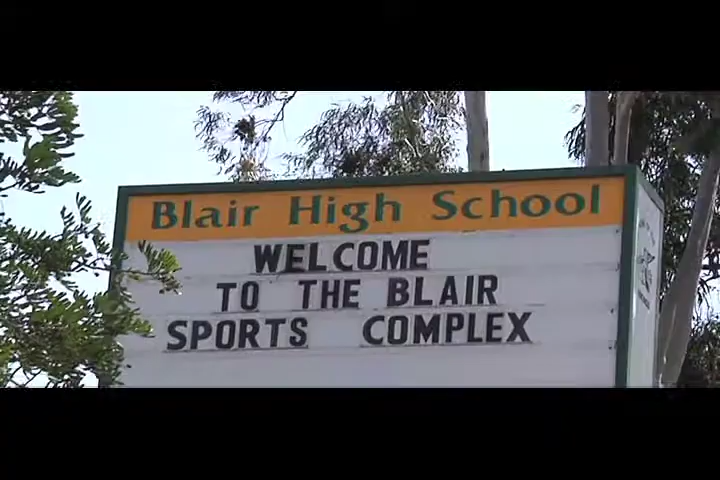 Blair High School
WELCOME
TO THE BLAIR
SPORTS COMPLEX